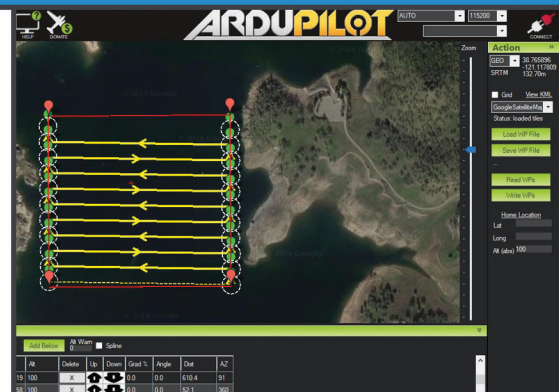 ARDUPILOT
AUTO
115200
HELP
DONATE
CONNECT
Zoom
Action
GEO
38.765896
-121.117809
SRTM
132.70m
Grid
View KML
GoogleSatelliteMap
Status: loaded tiles
Load WP File
Save WP File
Read WPs
Write WPs
Home Location
Lat
Long
Alt (abs) 100
Add Below
Alt Warn
0
Spline
Alt Delete Up Down Grad % Angle Dist AZ
19 100 X 0.0 0.0 610.4 91
58 100 X 0.0 0.0 52.1 360